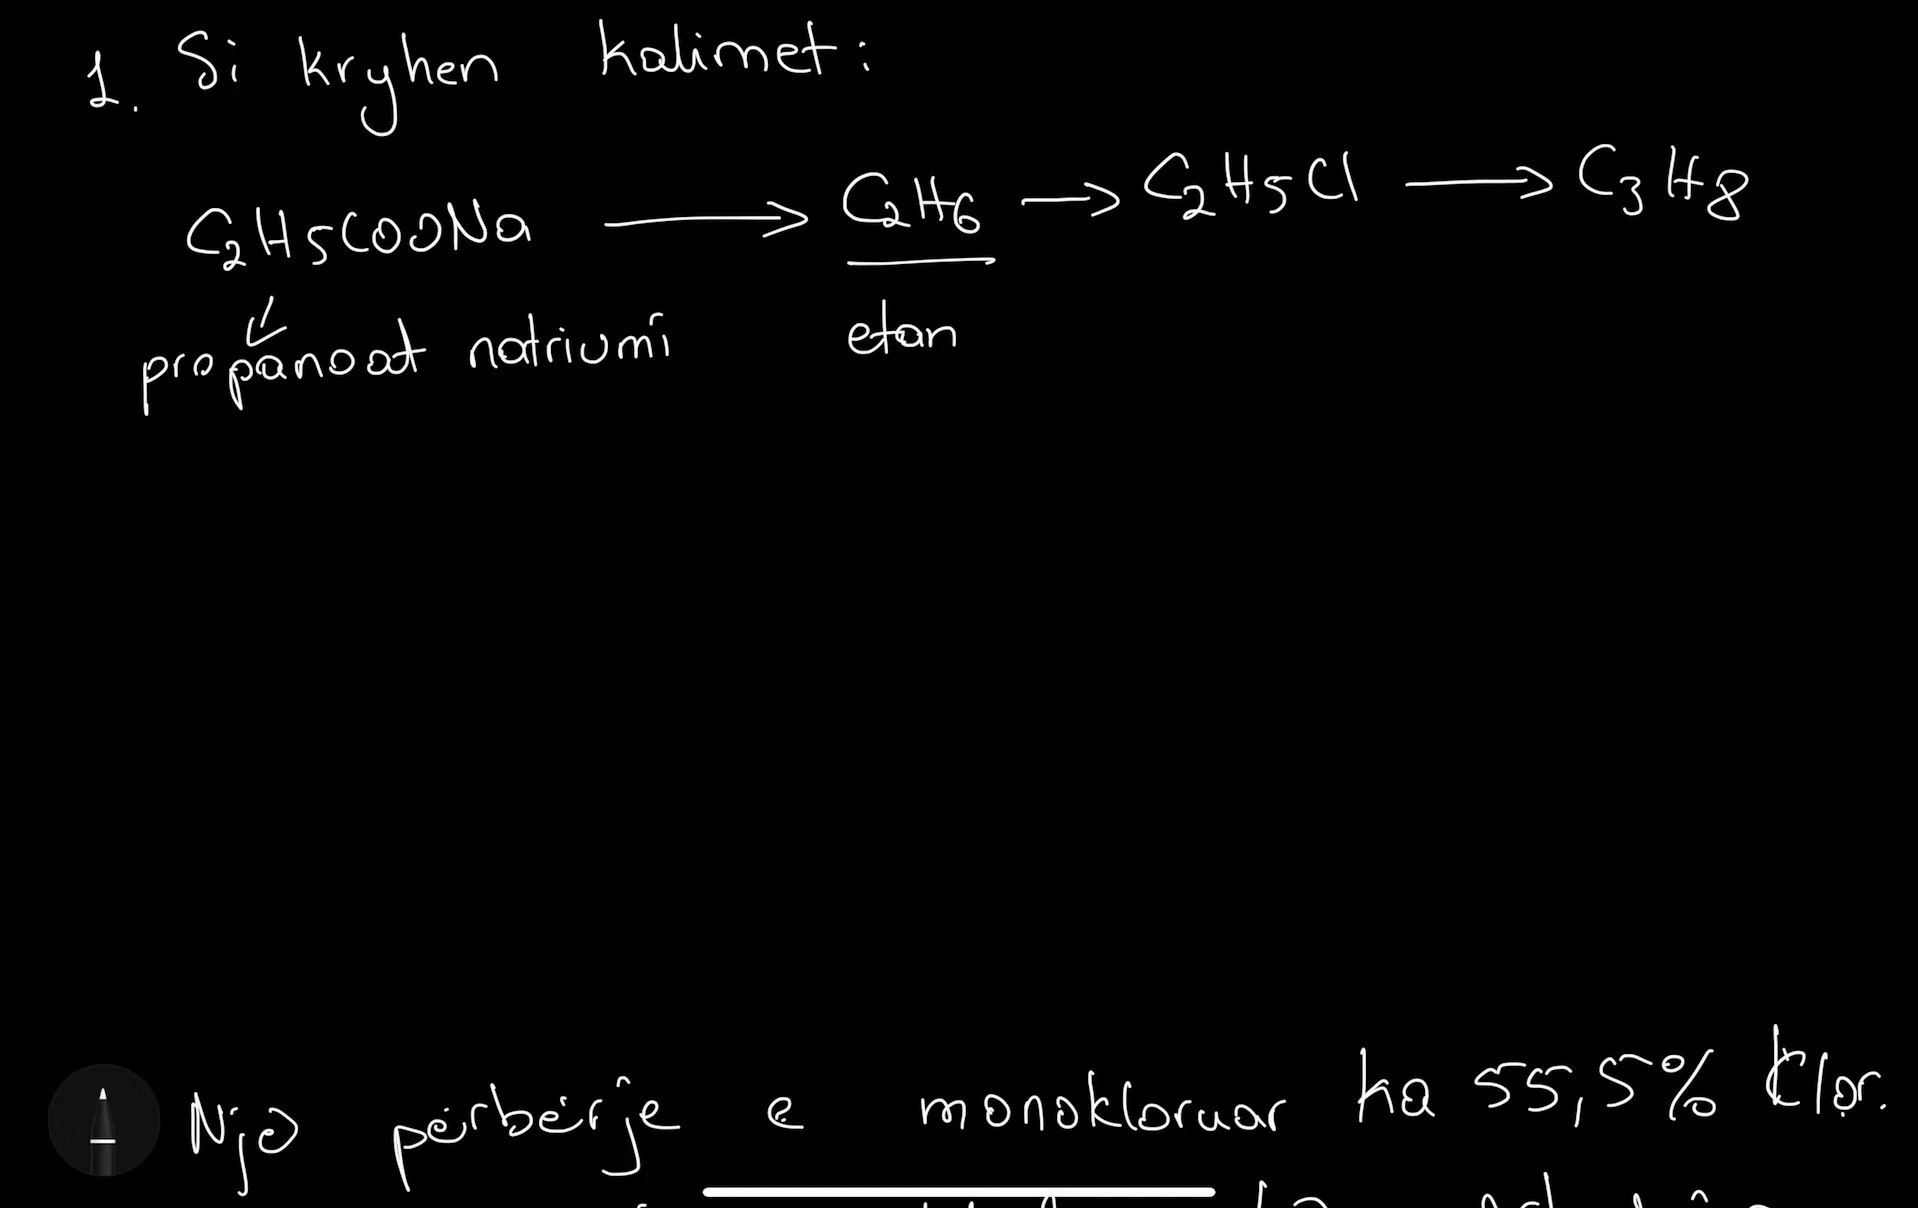 1. Si kryhen kalimet:
C₂H₅COONa → C₂H₆ → C₂H₅Cl → C₃H₈
propanoat natriumi etan
Një përbërje e monokloruar ka 55,5% klor.